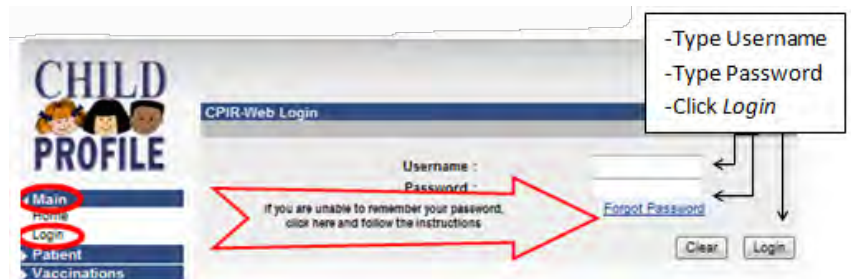 -Type Username
-Type Password
-Click Login
CHILD
PROFILE
CPIR-Web Login
Username :
Password :
If you are unable to remember your password,
click here and follow the instructions
Forgot Password
Clear
Login
Main
Home
Login
Patient
Vaccinations